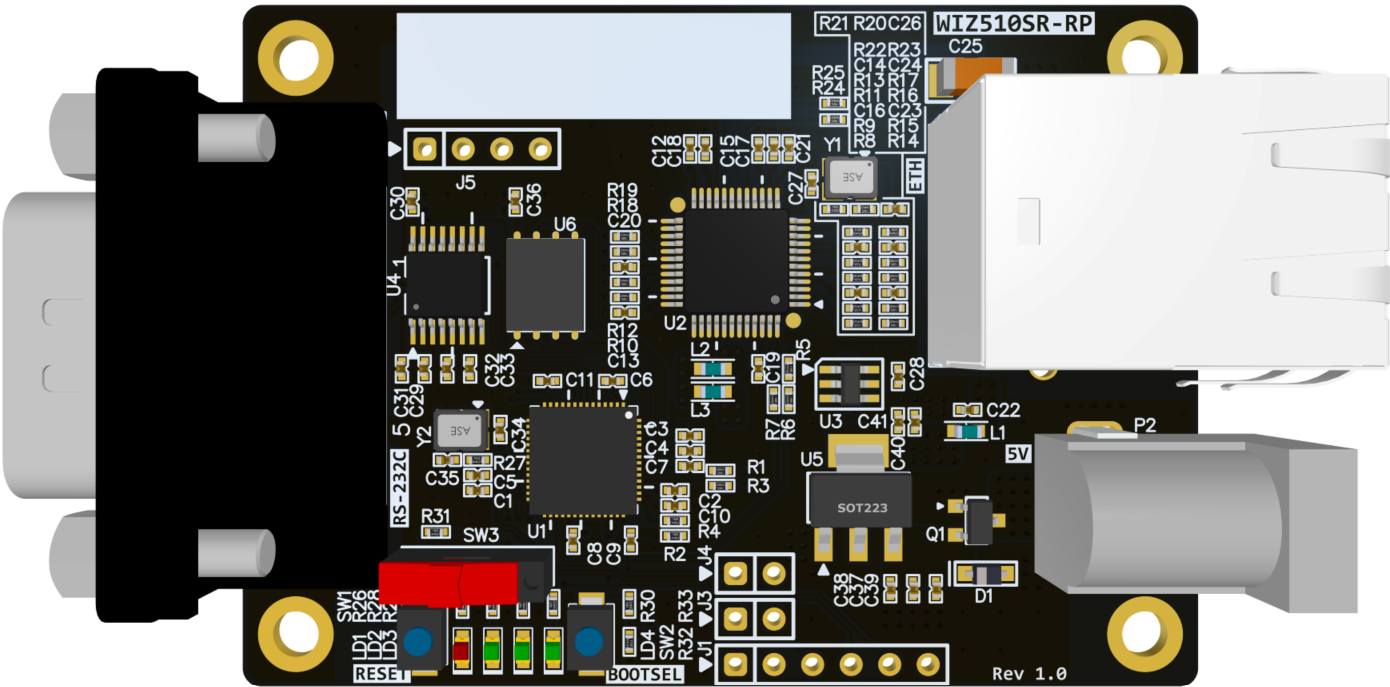 R21 R20 C26
WIZ510SR-RP
C25
R22 R23
C14 C24
R13 R17
R11 R16
C16 C23
R9 R15
R8 R14
R25
R24
Y1
ASE
ETH
C12
C18
C15
C17
C21
C27
J5
C30
C36
R19
R18
C20
U6
U4
1
U2
R12
R10
C13
L2
L3
C19
R5
R7
R6
U3
C28
C41
C40
C22
L1
P2
5V
C31
C29
C32
C33
C11
C6
5
Y2
ASE
C34
C35
R27
C5
C1
C3
C4
C7
R1
R3
C2
C10
R4
R2
U1
C8
C9
U5
SOT223
Q1
D1
RS-232C
R31
SW3
J4
J3
J1
C38
C37
C39
SW1
R26
R28
LD1
LD2
LD3
R30
R33
LD4
SW2
R32
RESET
BOOTSEL
Rev 1.0